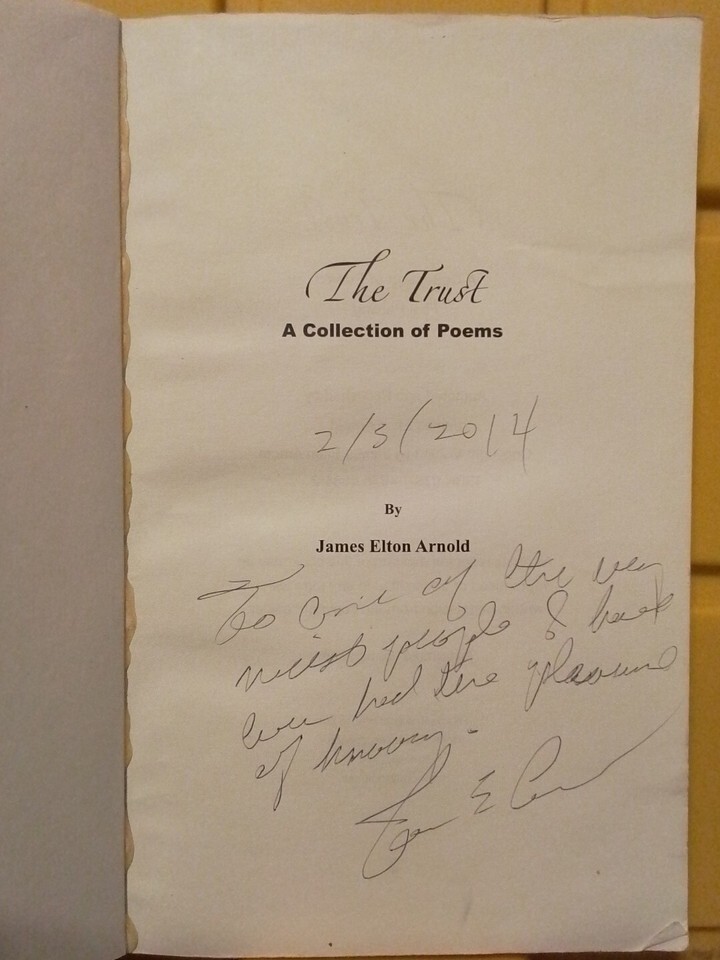 The Trust
A Collection of Poems
2/3/2014
By
James Elton Arnold
To one of the very
nicest people I have
ever had the pleasure
of knowing -